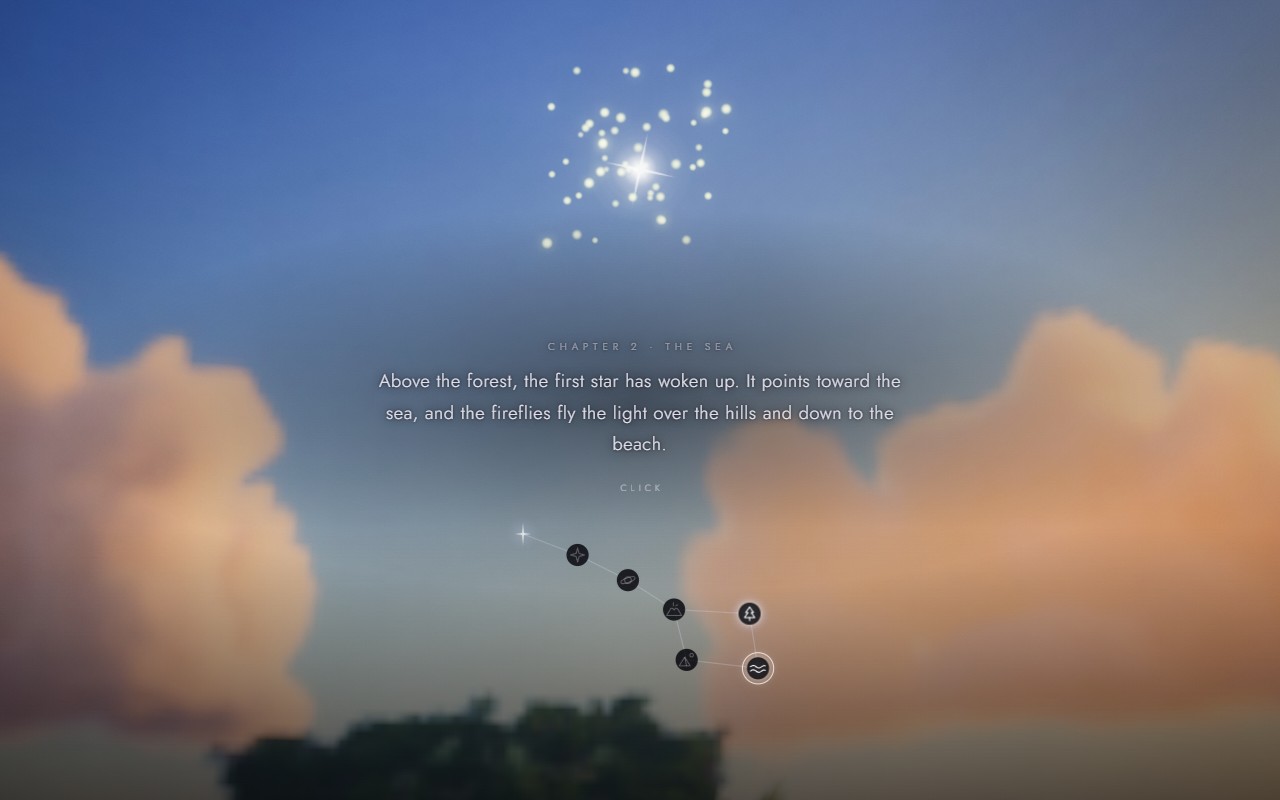 CHAPTER 2 · THE SEA
Above the forest, the first star has woken up. It points toward the
sea, and the fireflies fly the light over the hills and down to the
beach.
CLICK